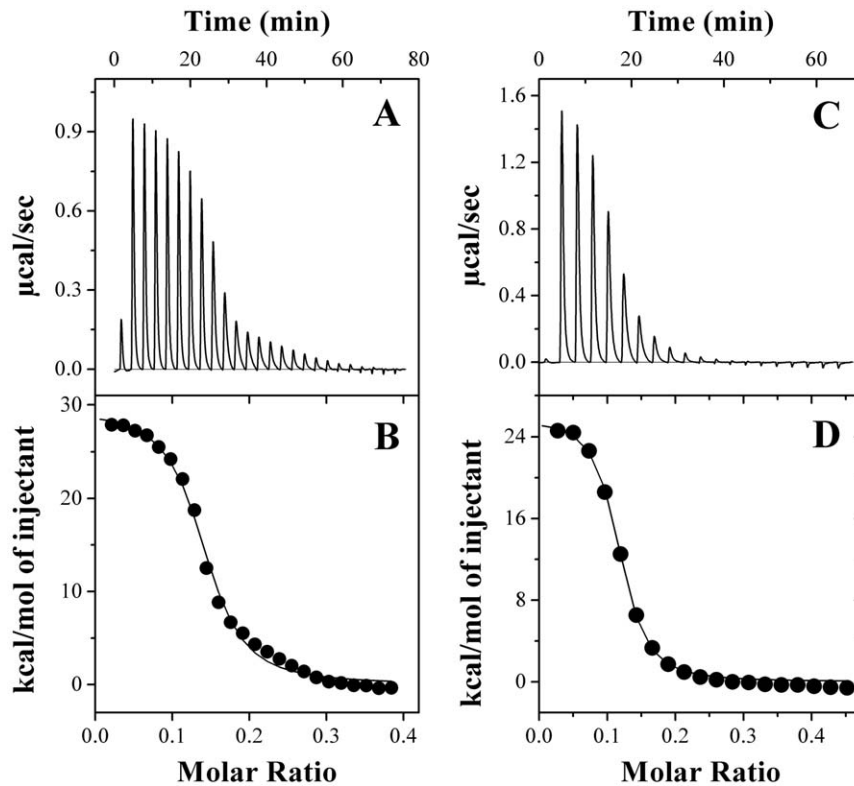 Time (min)
0 20 40 60 80
A
0.9
0.6
0.3
0.0
µcal/sec
B
30
20
10
0
kcal/mol of injectant
0.0 0.1 0.2 0.3 0.4
Molar Ratio
Time (min)
0 20 40 60
C
1.6
1.2
0.8
0.4
0.0
µcal/sec
D
24
16
8
0
kcal/mol of injectant
0.0 0.1 0.2 0.3 0.4
Molar Ratio